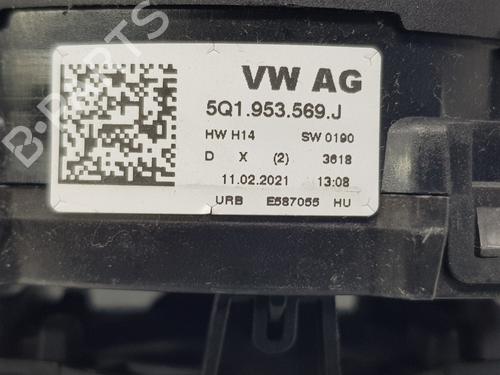 B-PARTS
VW AG
5Q1.953.569.J
HW H14 SW 0190
D X (2) 3618
11.02.2021 13:08
URB E587055 HU